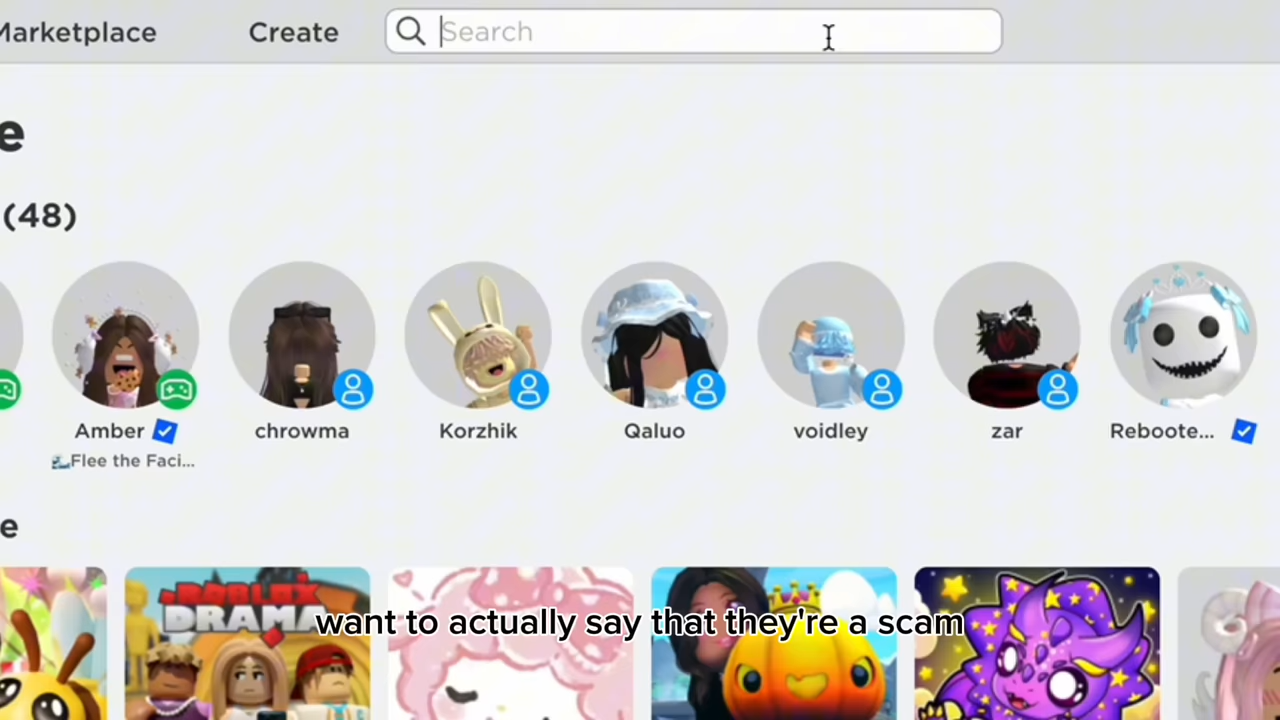 Marketplace
Create
Search
e
(48)
Amber
chrowma
Korzhik
Qaluo
voidley
zar
Reboote...
Flee the Faci...
e
ROBLOX
DRAMA
want to actually say that they're a scam